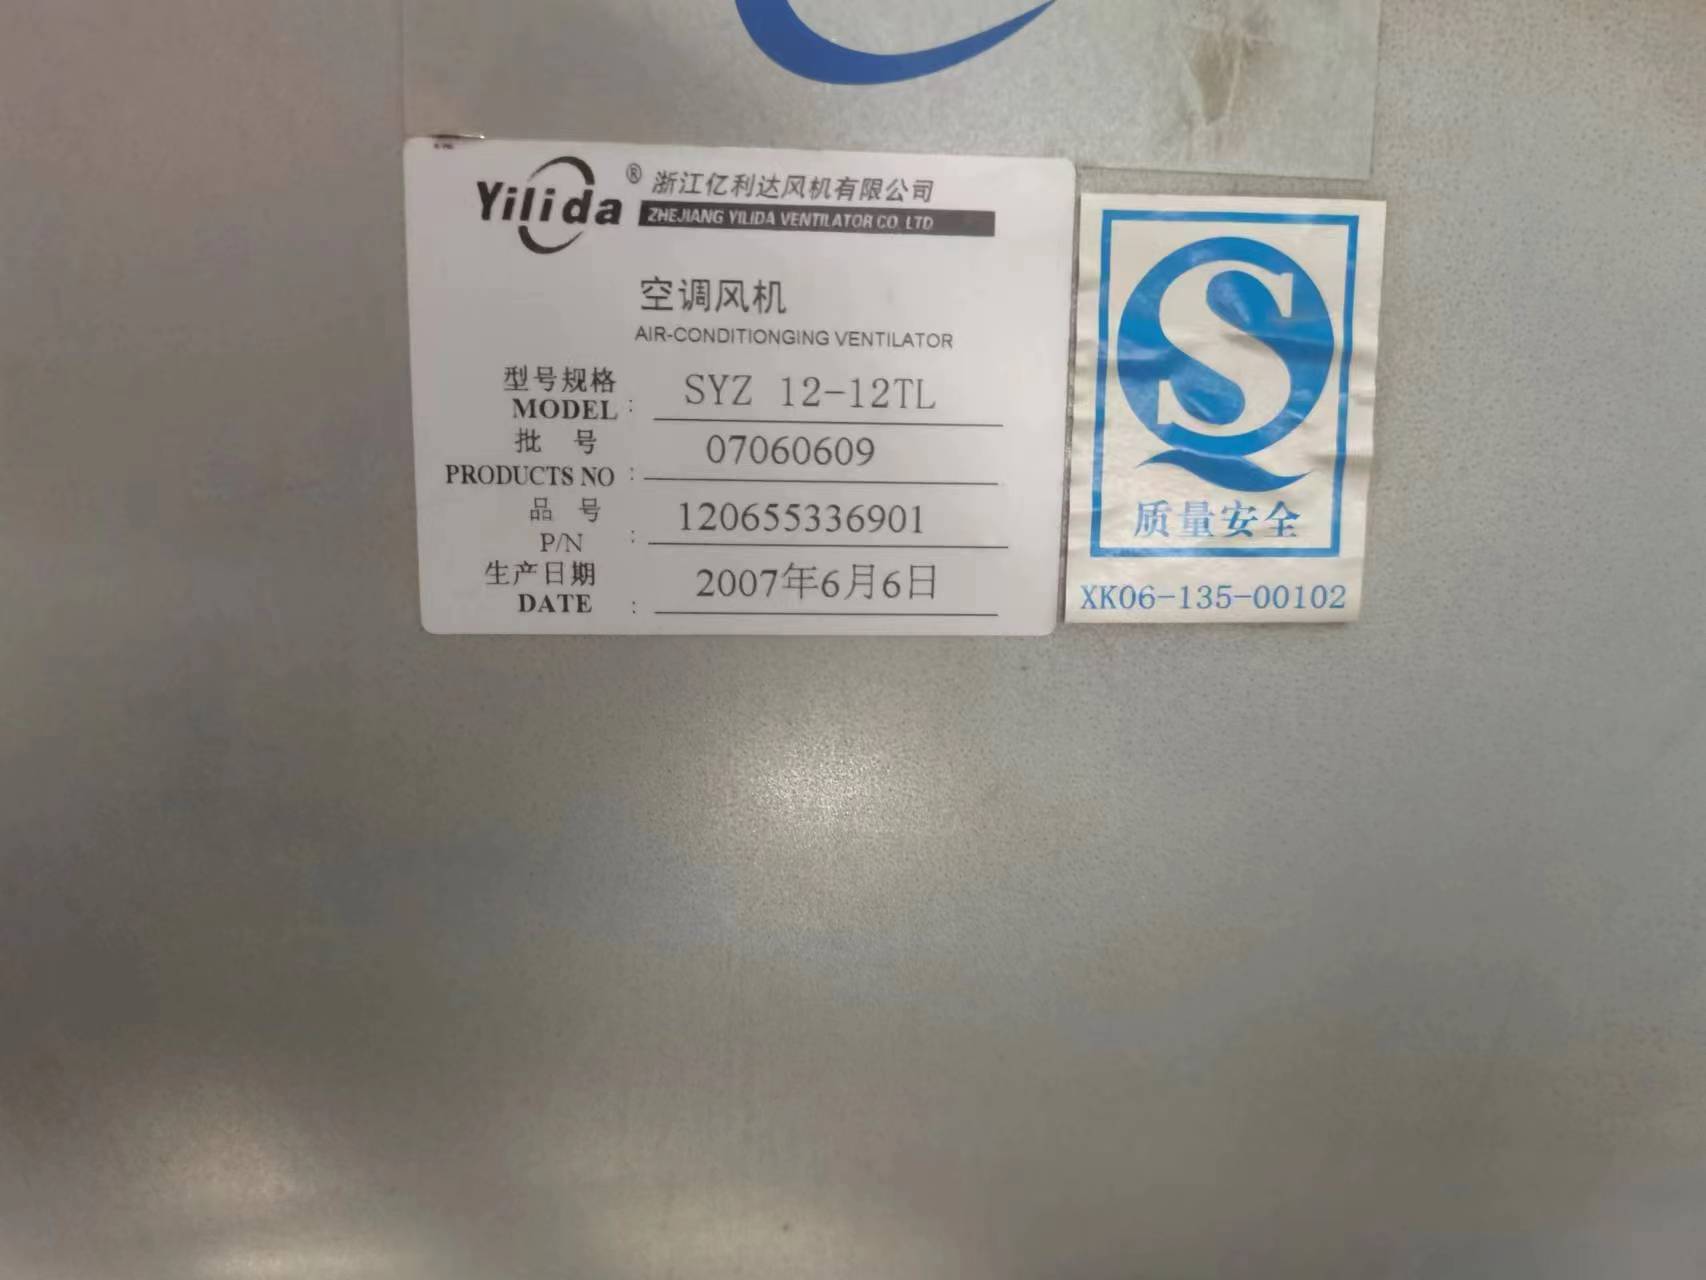 Yilida® 浙江亿利达风机有限公司
ZHEJIANG YILIDA VENTILATOR CO. LTD
空调风机
AIR-CONDITIONGING VENTILATOR
型号规格
MODEL : SYZ 12-12TL
批 号
PRODUCTS NO : 07060609
品 号
P/N : 120655336901
生产日期
DATE : 2007年6月6日
S
质量安全
XK06-135-00102